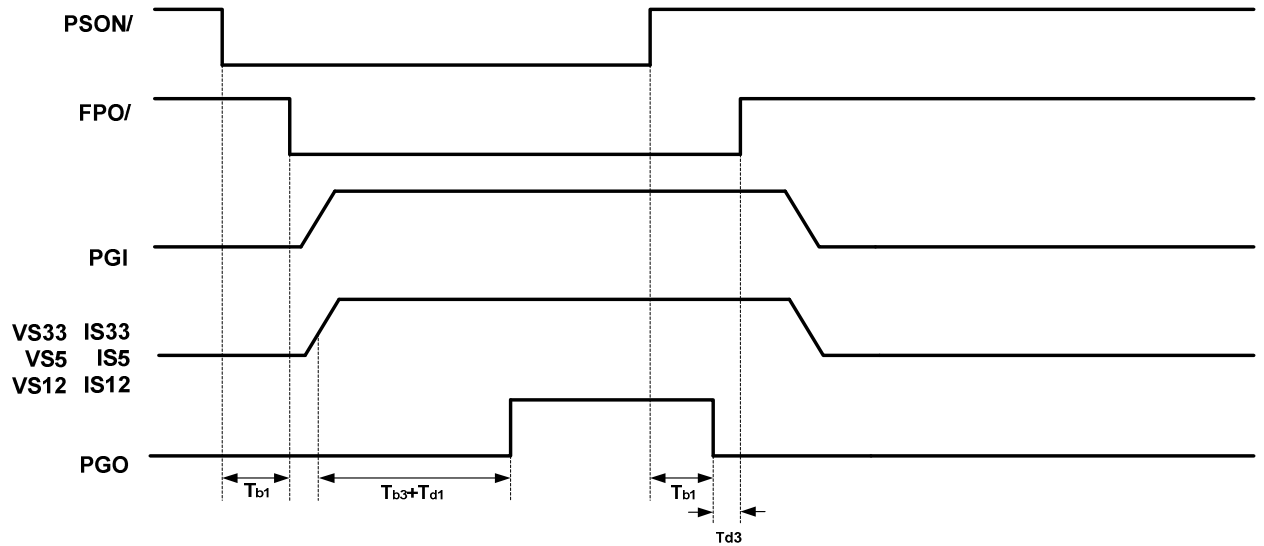 PSON/
FPO/
PGI
VS33 IS33
VS5 IS5
VS12 IS12
PGO
Tb1
Tb3+Td1
Tb1
Td3